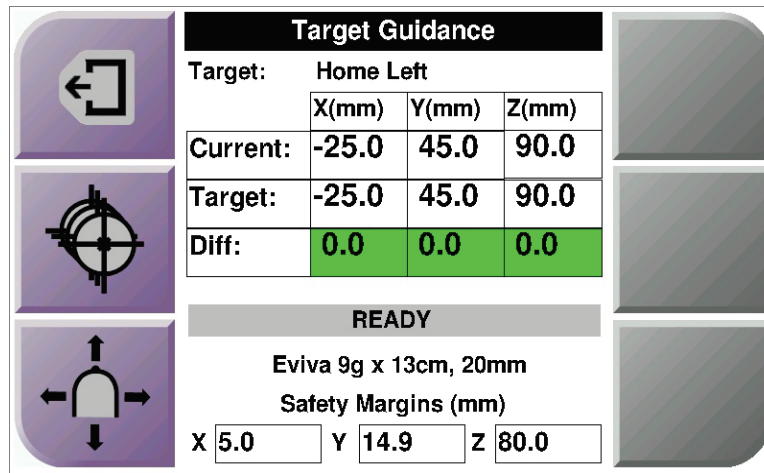 Target Guidance
Target: Home Left
X(mm) Y(mm) Z(mm)
Current: -25.0 45.0 90.0
Target: -25.0 45.0 90.0
Diff: 0.0 0.0 0.0
READY
Eviva 9g x 13cm, 20mm
Safety Margins (mm)
X 5.0 Y 14.9 Z 80.0